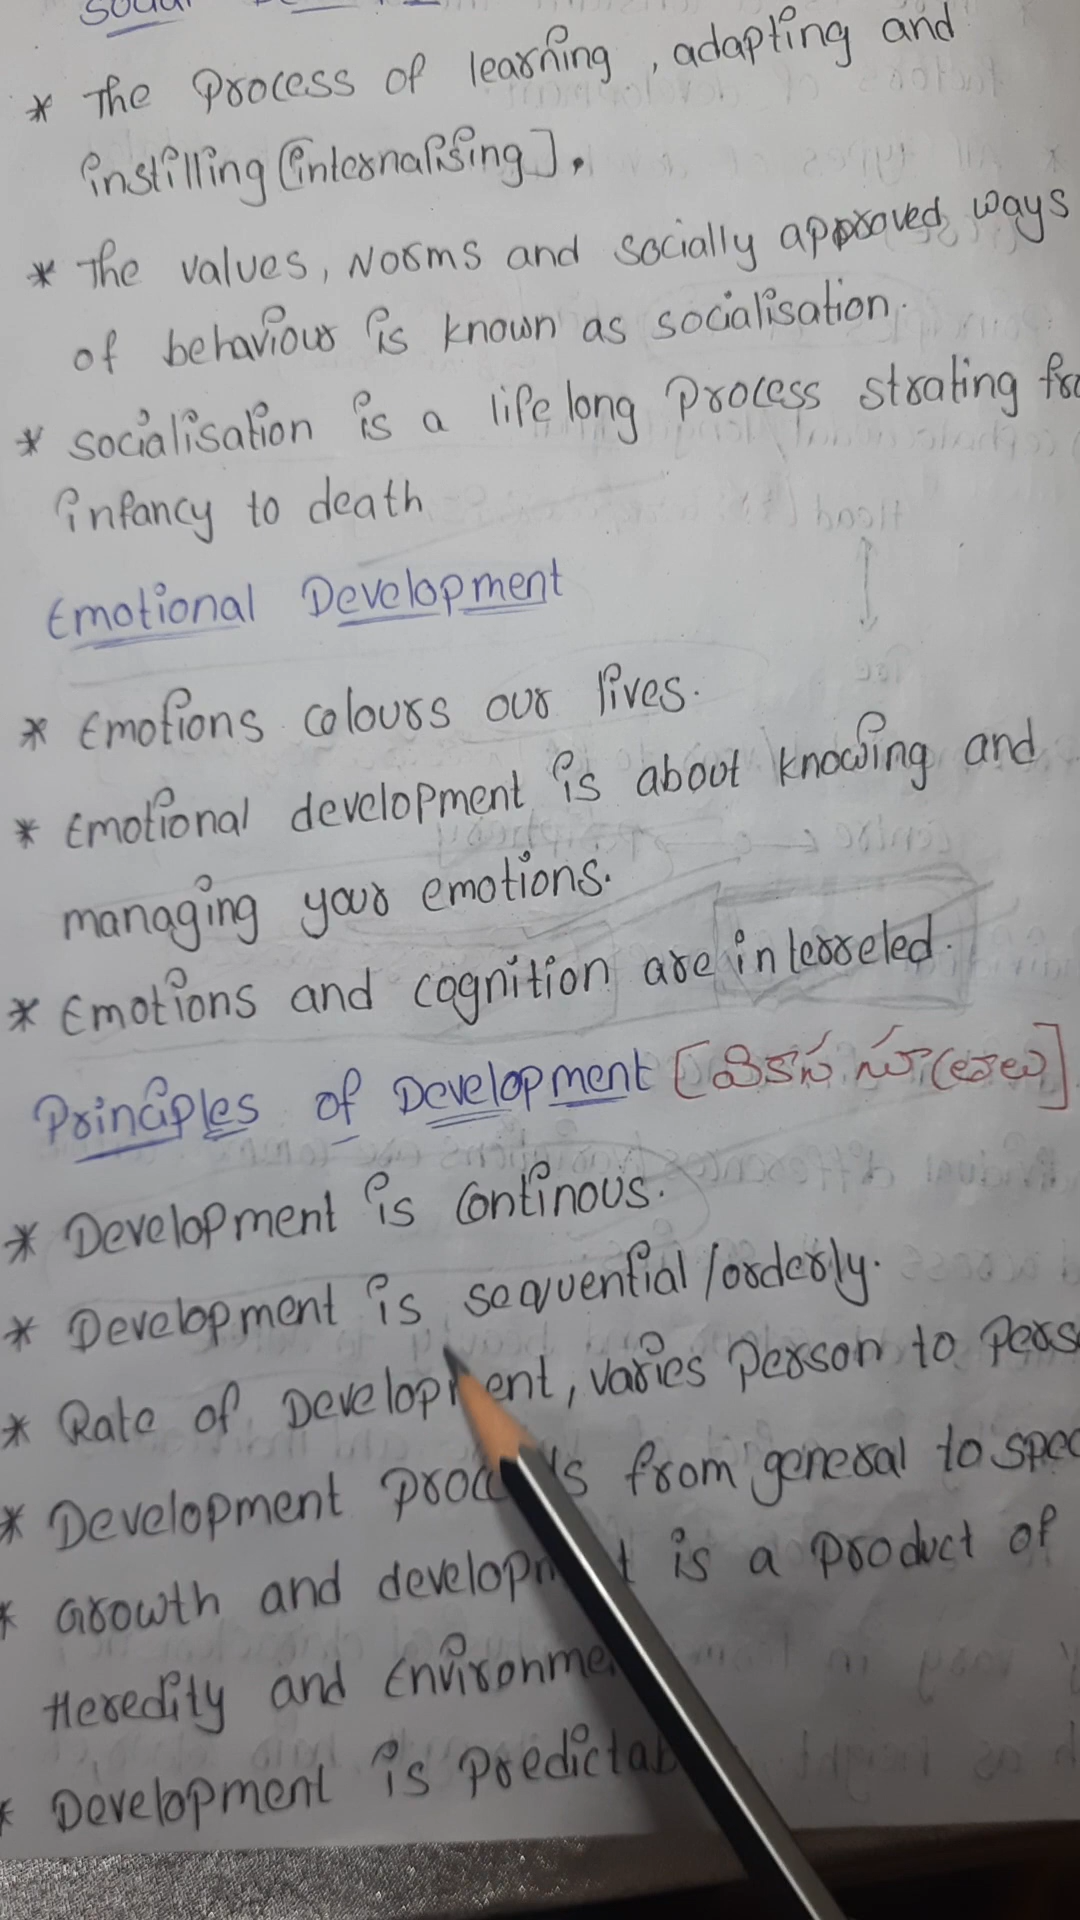 Social
* The Process of learning, adapting and
instilling [internalising].
* The values, Norms and socially approved ways
of behaviour is known as socialisation.
* socialisation is a life long process strating fro
infancy to death
Emotional Development
* Emotions colours our lives.
* Emotional development is about knowing and
managing your emotions.
* Emotions and cognition are interreled.
Principles of Development [వికాస సూత్రాలు]
* Development is continous.
* Development is sequential/orderly.
* Rate of Development, varies person to pers
* Development from general to spec
* Growth and is a product of
Heredity and
* Development is